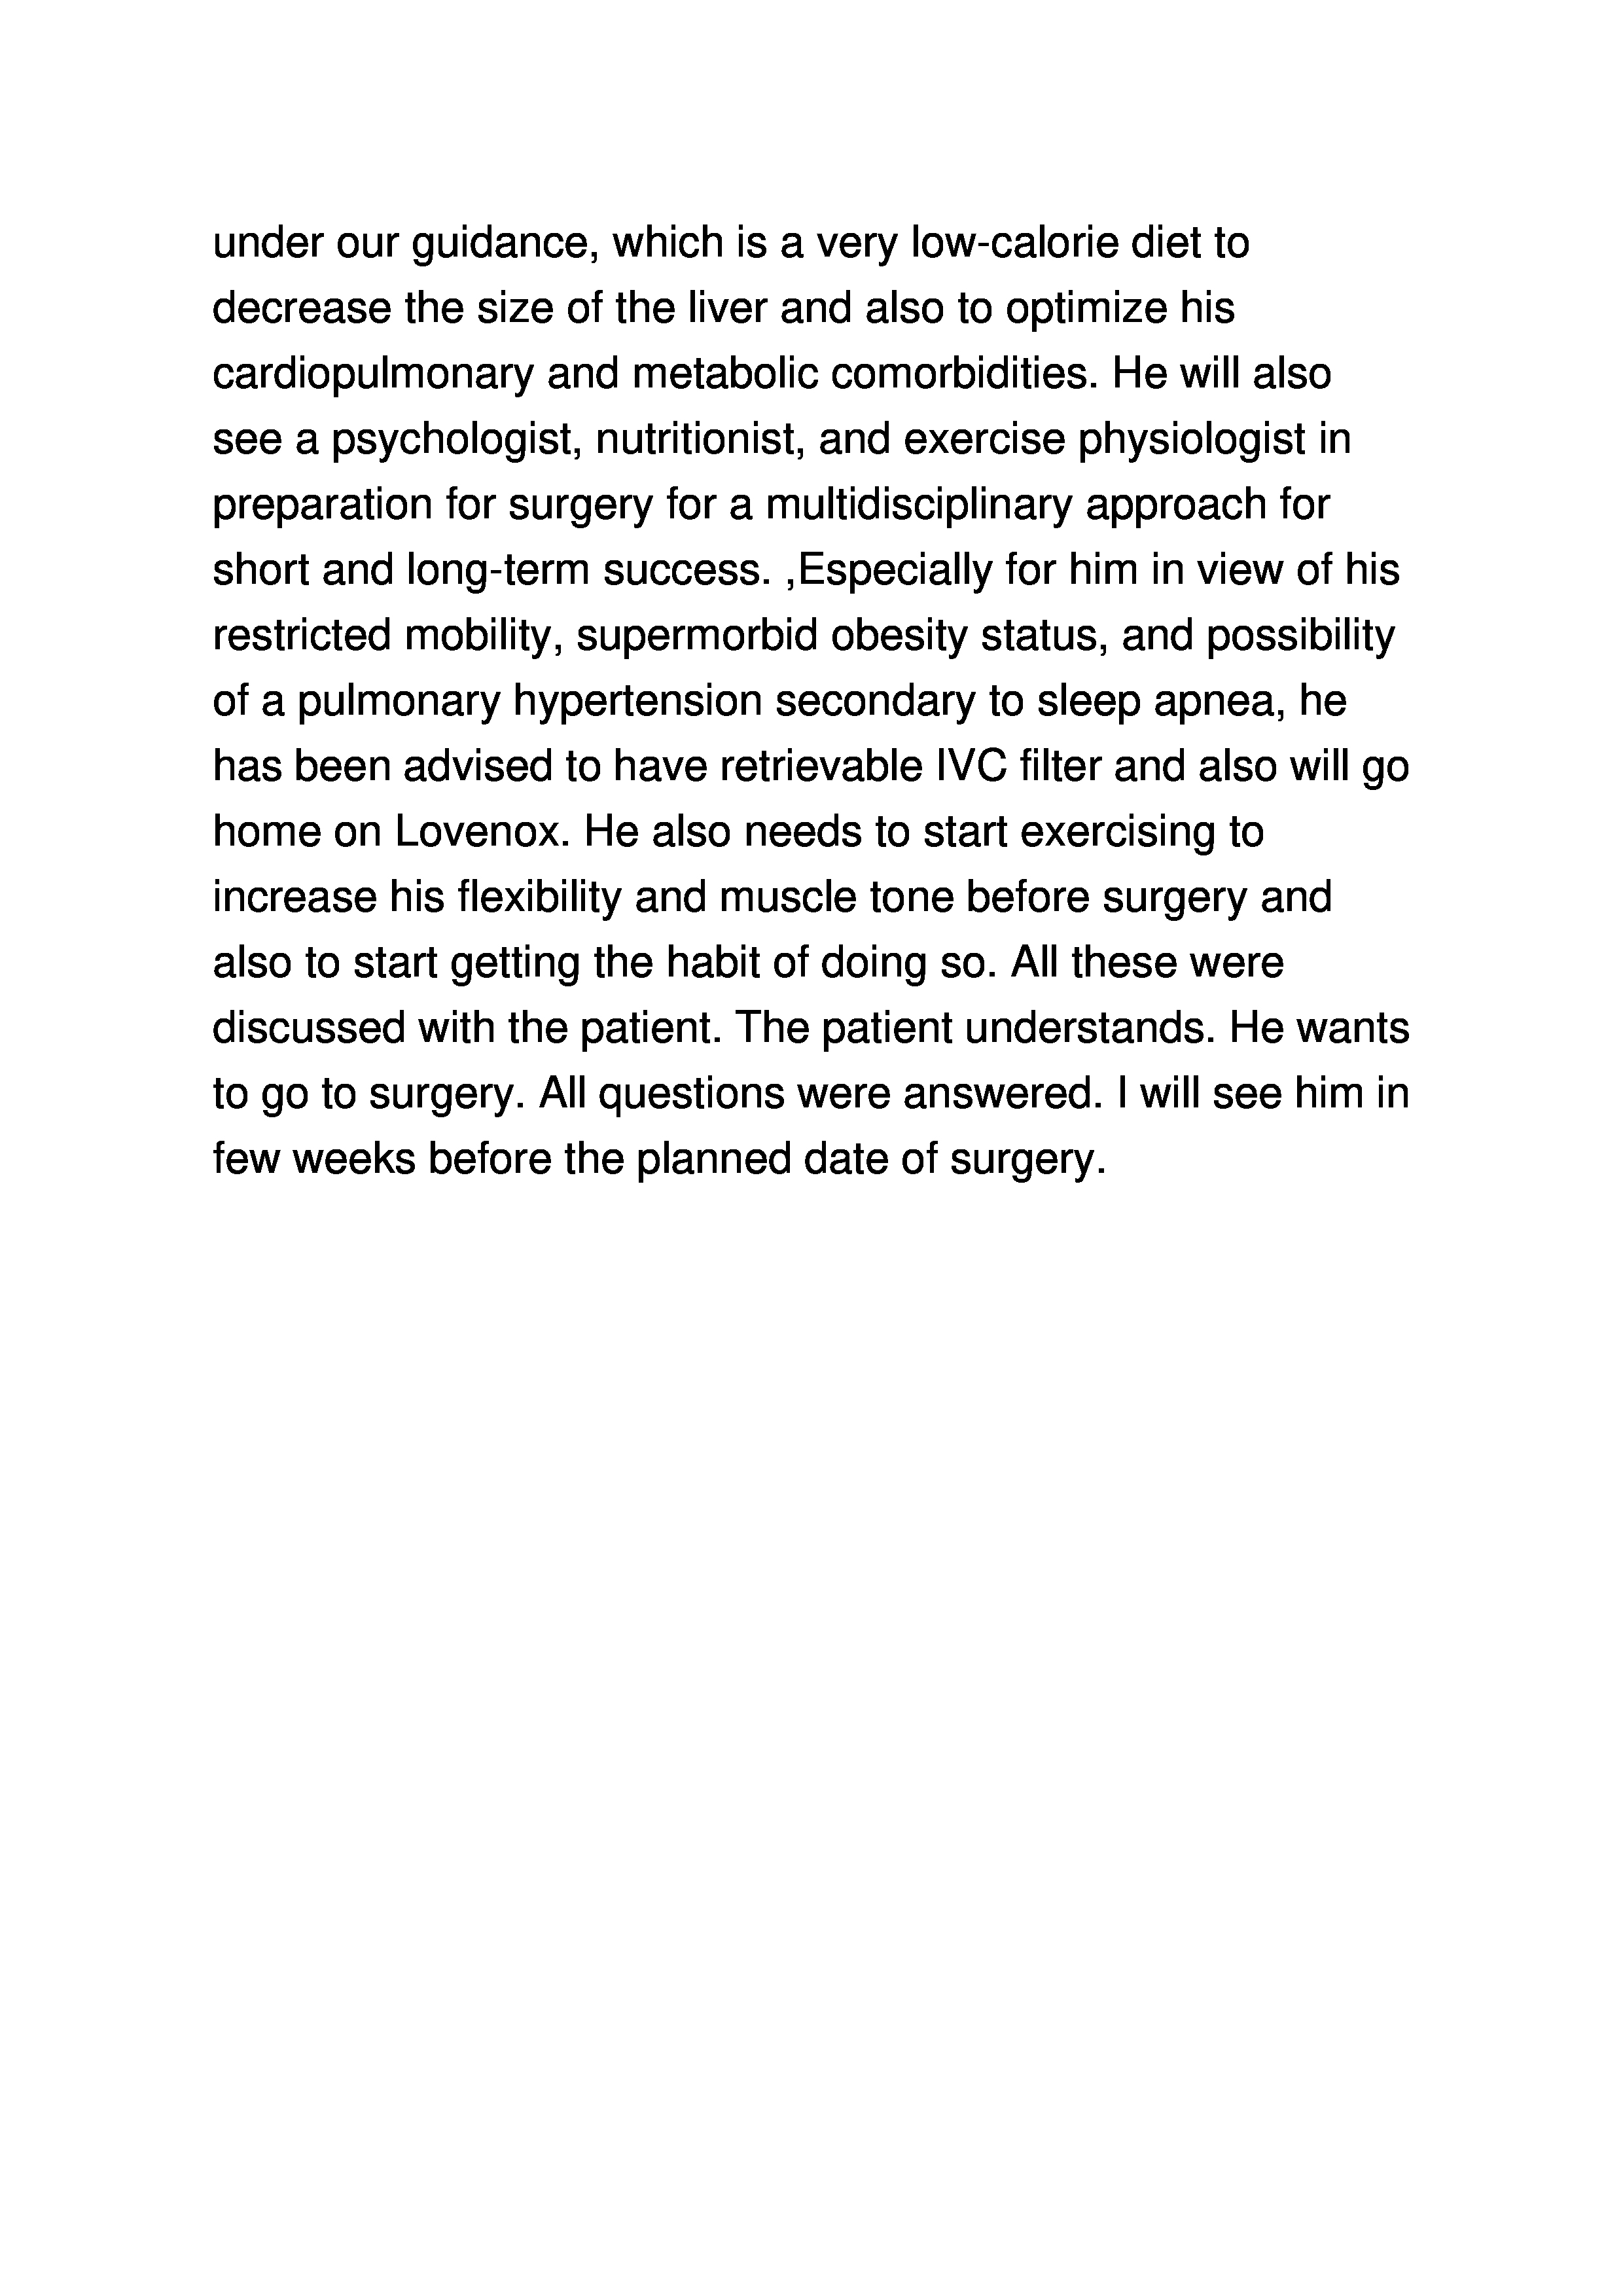 under our guidance, which is a very low-calorie diet to
decrease the size of the liver and also to optimize his
cardiopulmonary and metabolic comorbidities. He will also
see a psychologist, nutritionist, and exercise physiologist in
preparation for surgery for a multidisciplinary approach for
short and long-term success. ,Especially for him in view of his
restricted mobility, supermorbid obesity status, and possibility
of a pulmonary hypertension secondary to sleep apnea, he
has been advised to have retrievable IVC filter and also will go
home on Lovenox. He also needs to start exercising to
increase his flexibility and muscle tone before surgery and
also to start getting the habit of doing so. All these were
discussed with the patient. The patient understands. He wants
to go to surgery. All questions were answered. I will see him in
few weeks before the planned date of surgery.